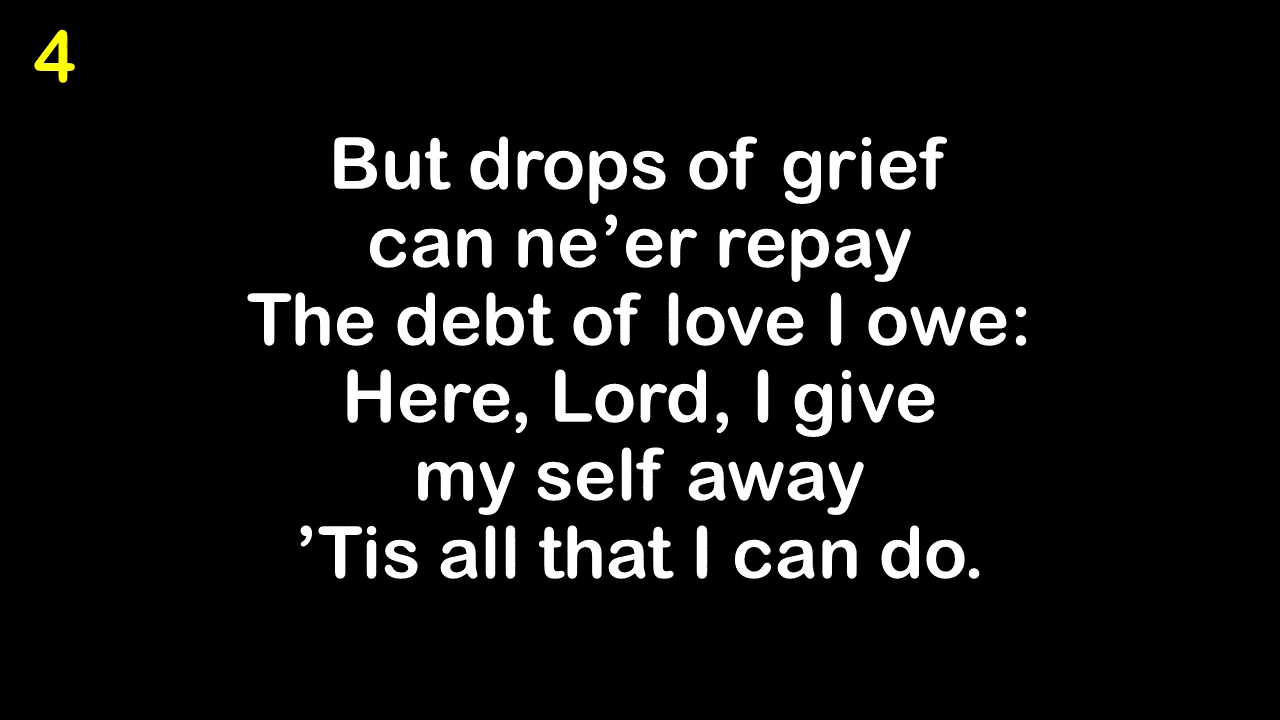 4
But drops of grief
can ne’er repay
The debt of love I owe:
Here, Lord, I give
my self away
’Tis all that I can do.